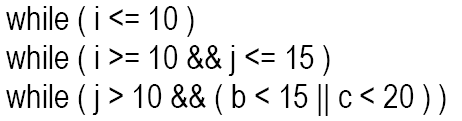 while ( i <= 10 )
while ( i >= 10 && j <= 15 )
while ( j > 10 && ( b < 15 || c < 20 ) )